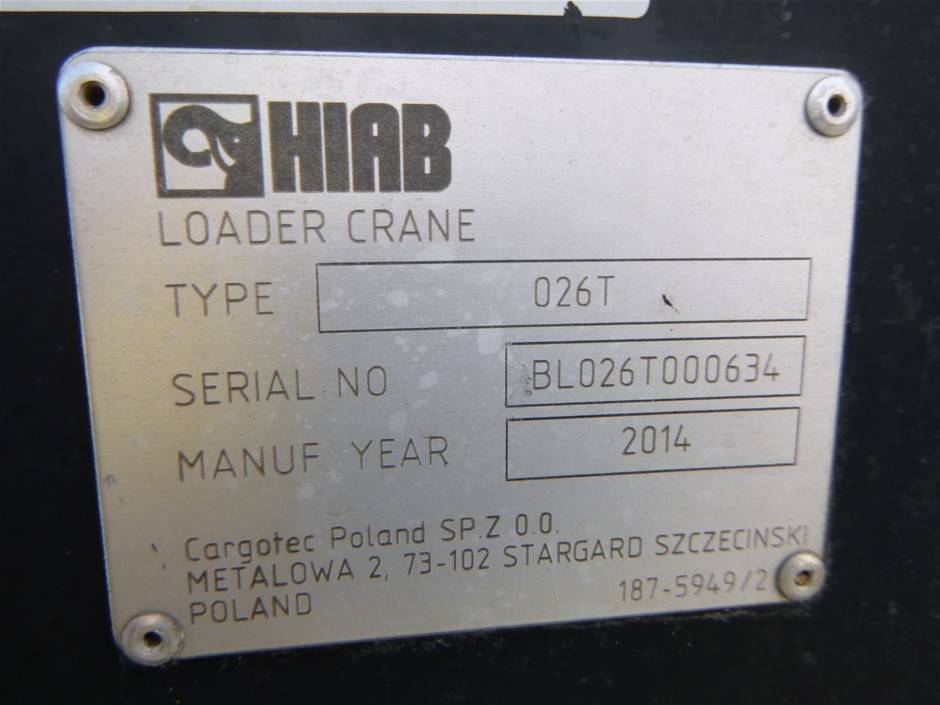 HIAB
LOADER CRANE
TYPE 026T
SERIAL NO BL026T000634
MANUF YEAR 2014
Cargotec Poland SP.Z O.O.
METALOWA 2, 73-102 STARGARD SZCZECINSKI
POLAND 187-5949/2